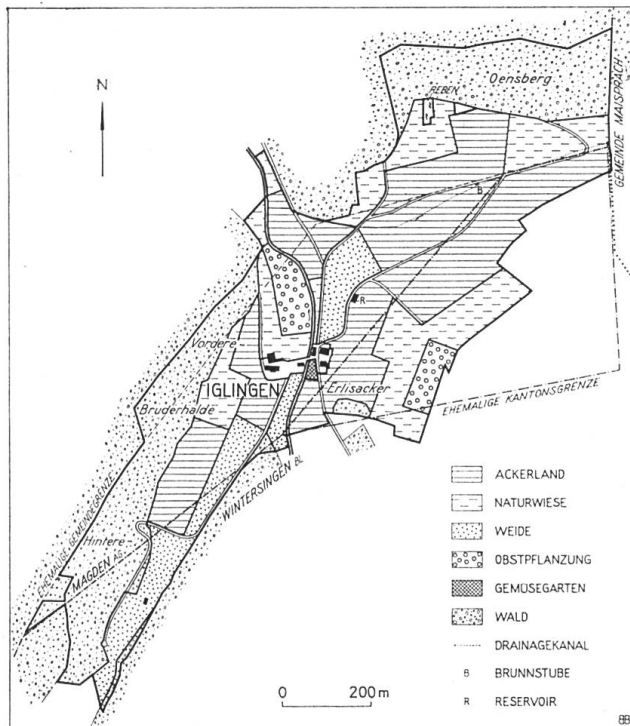 N
Oensberg
REBEN
GEMEINDE MAISPRACH
B
R
Vordere
IGLINGEN
Erlisacker
Bruderhalde
EHEMALIGE KANTONSGRENZE
EHEMALIGE GEMEINDEGRENZE
WINTERSINGEN BL
Hintere-
MAGDEN AG
ACKERLAND
NATURWIESE
WEIDE
OBSTPFLANZUNG
GEMÜSEGARTEN
WALD
DRAINAGEKANAL
B BRUNNSTUBE
R RESERVOIR
0 200 m